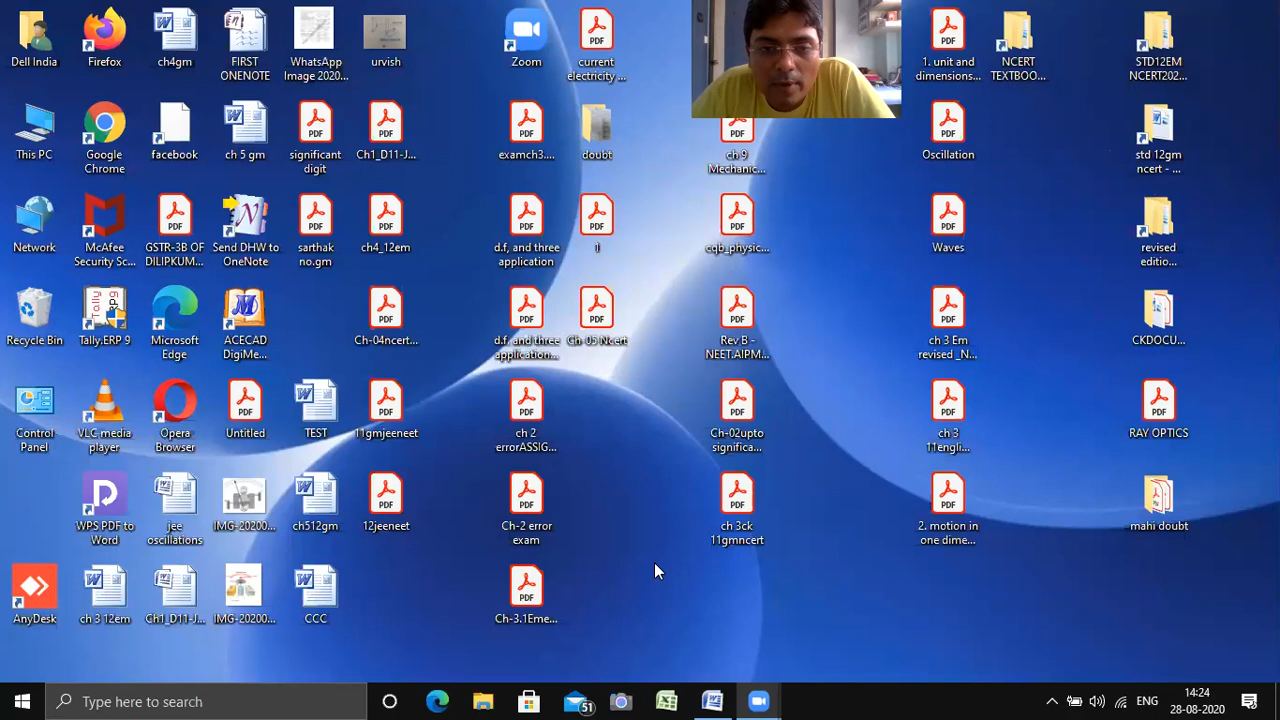 Dell India
Firefox
ch4gm
FIRST
ONENOTE
WhatsApp
Image 2020...
urvish
Zoom
current
electricity ...
1. unit and
dimensions...
NCERT
TEXTBOO...
STD12EM
NCERT202...
This PC
Google
Chrome
facebook
ch 5 gm
significant
digit
Ch1_D11-J...
examch3....
doubt
ch 9
Mechanic...
Oscillation
std 12gm
ncert - ...
Network
McAfee
Security Sc...
GSTR-3B OF
DILIPKUM...
Send DHW to
OneNote
sarthak
no.gm
ch4_12em
d.f, and three
application
1
cqb_physic...
Waves
revised
editio...
Recycle Bin
Tally.ERP 9
Microsoft
Edge
ACECAD
DigiMe...
Ch-04ncert...
d.f, and three
application...
Ch- 05 Ncert
Rev B -
NEET.AIPM...
ch 3 Em
revised _N...
CKDOCU...
Control
Panel
VLC media
player
Opera
Browser
Untitled
TEST
11gmjeeneet
ch 2
errorASSIG...
Ch-02upto
significa...
ch 3
11engli...
RAY OPTICS
WPS PDF to
Word
jee
oscillations
IMG-20200...
ch512gm
12jeeneet
Ch-2 error
exam
ch 3ck
11gmncert
2. motion in
one dime...
mahi doubt
AnyDesk
ch 3 12em
Ch1_D11-J...
IMG-20200...
CCC
Ch-3.1Eme...
Type here to search
51
ENG
14:24
28-08-2020